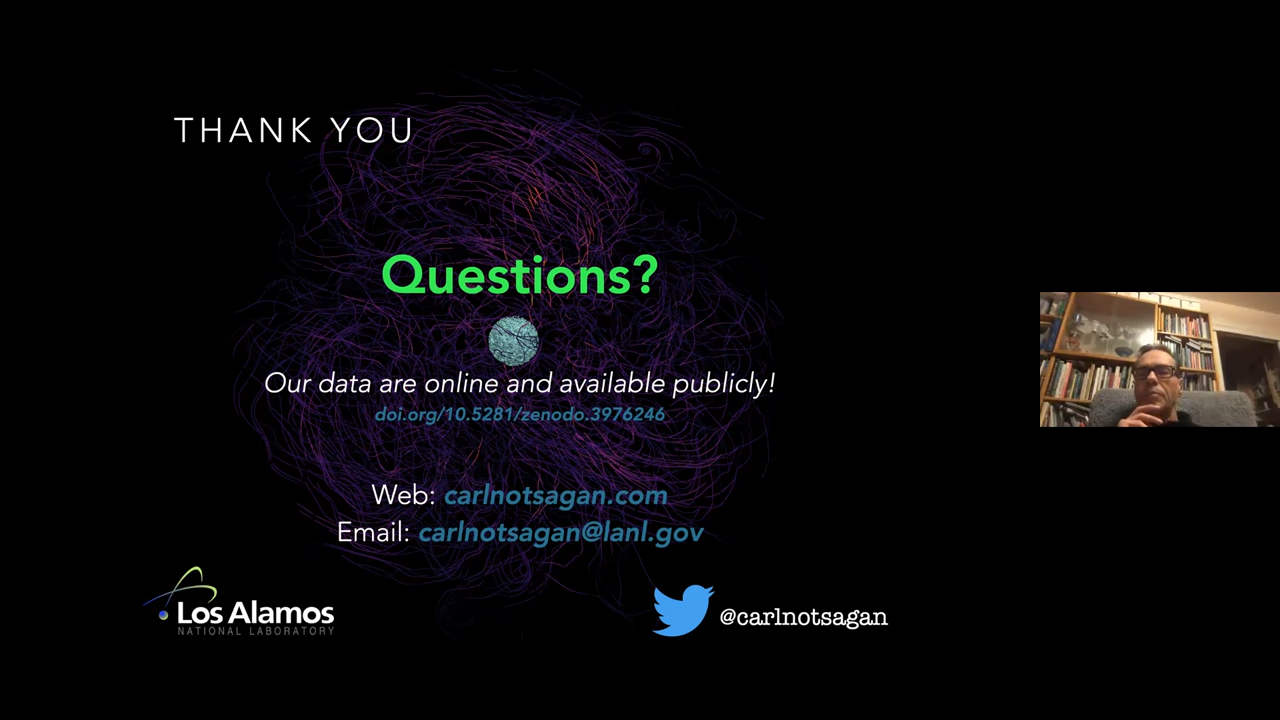 THANK YOU
Questions?
Our data are online and available publicly!
doi.org/10.5281/zenodo.3976246
Web: carlnotsagan.com
Email: carlnotsagan@lanl.gov
Los Alamos
NATIONAL LABORATORY
@carlnotsagan